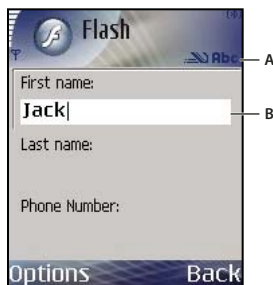 Flash
Abc
A
First name:
Jack
B
Last name:
Phone Number:
Options Back